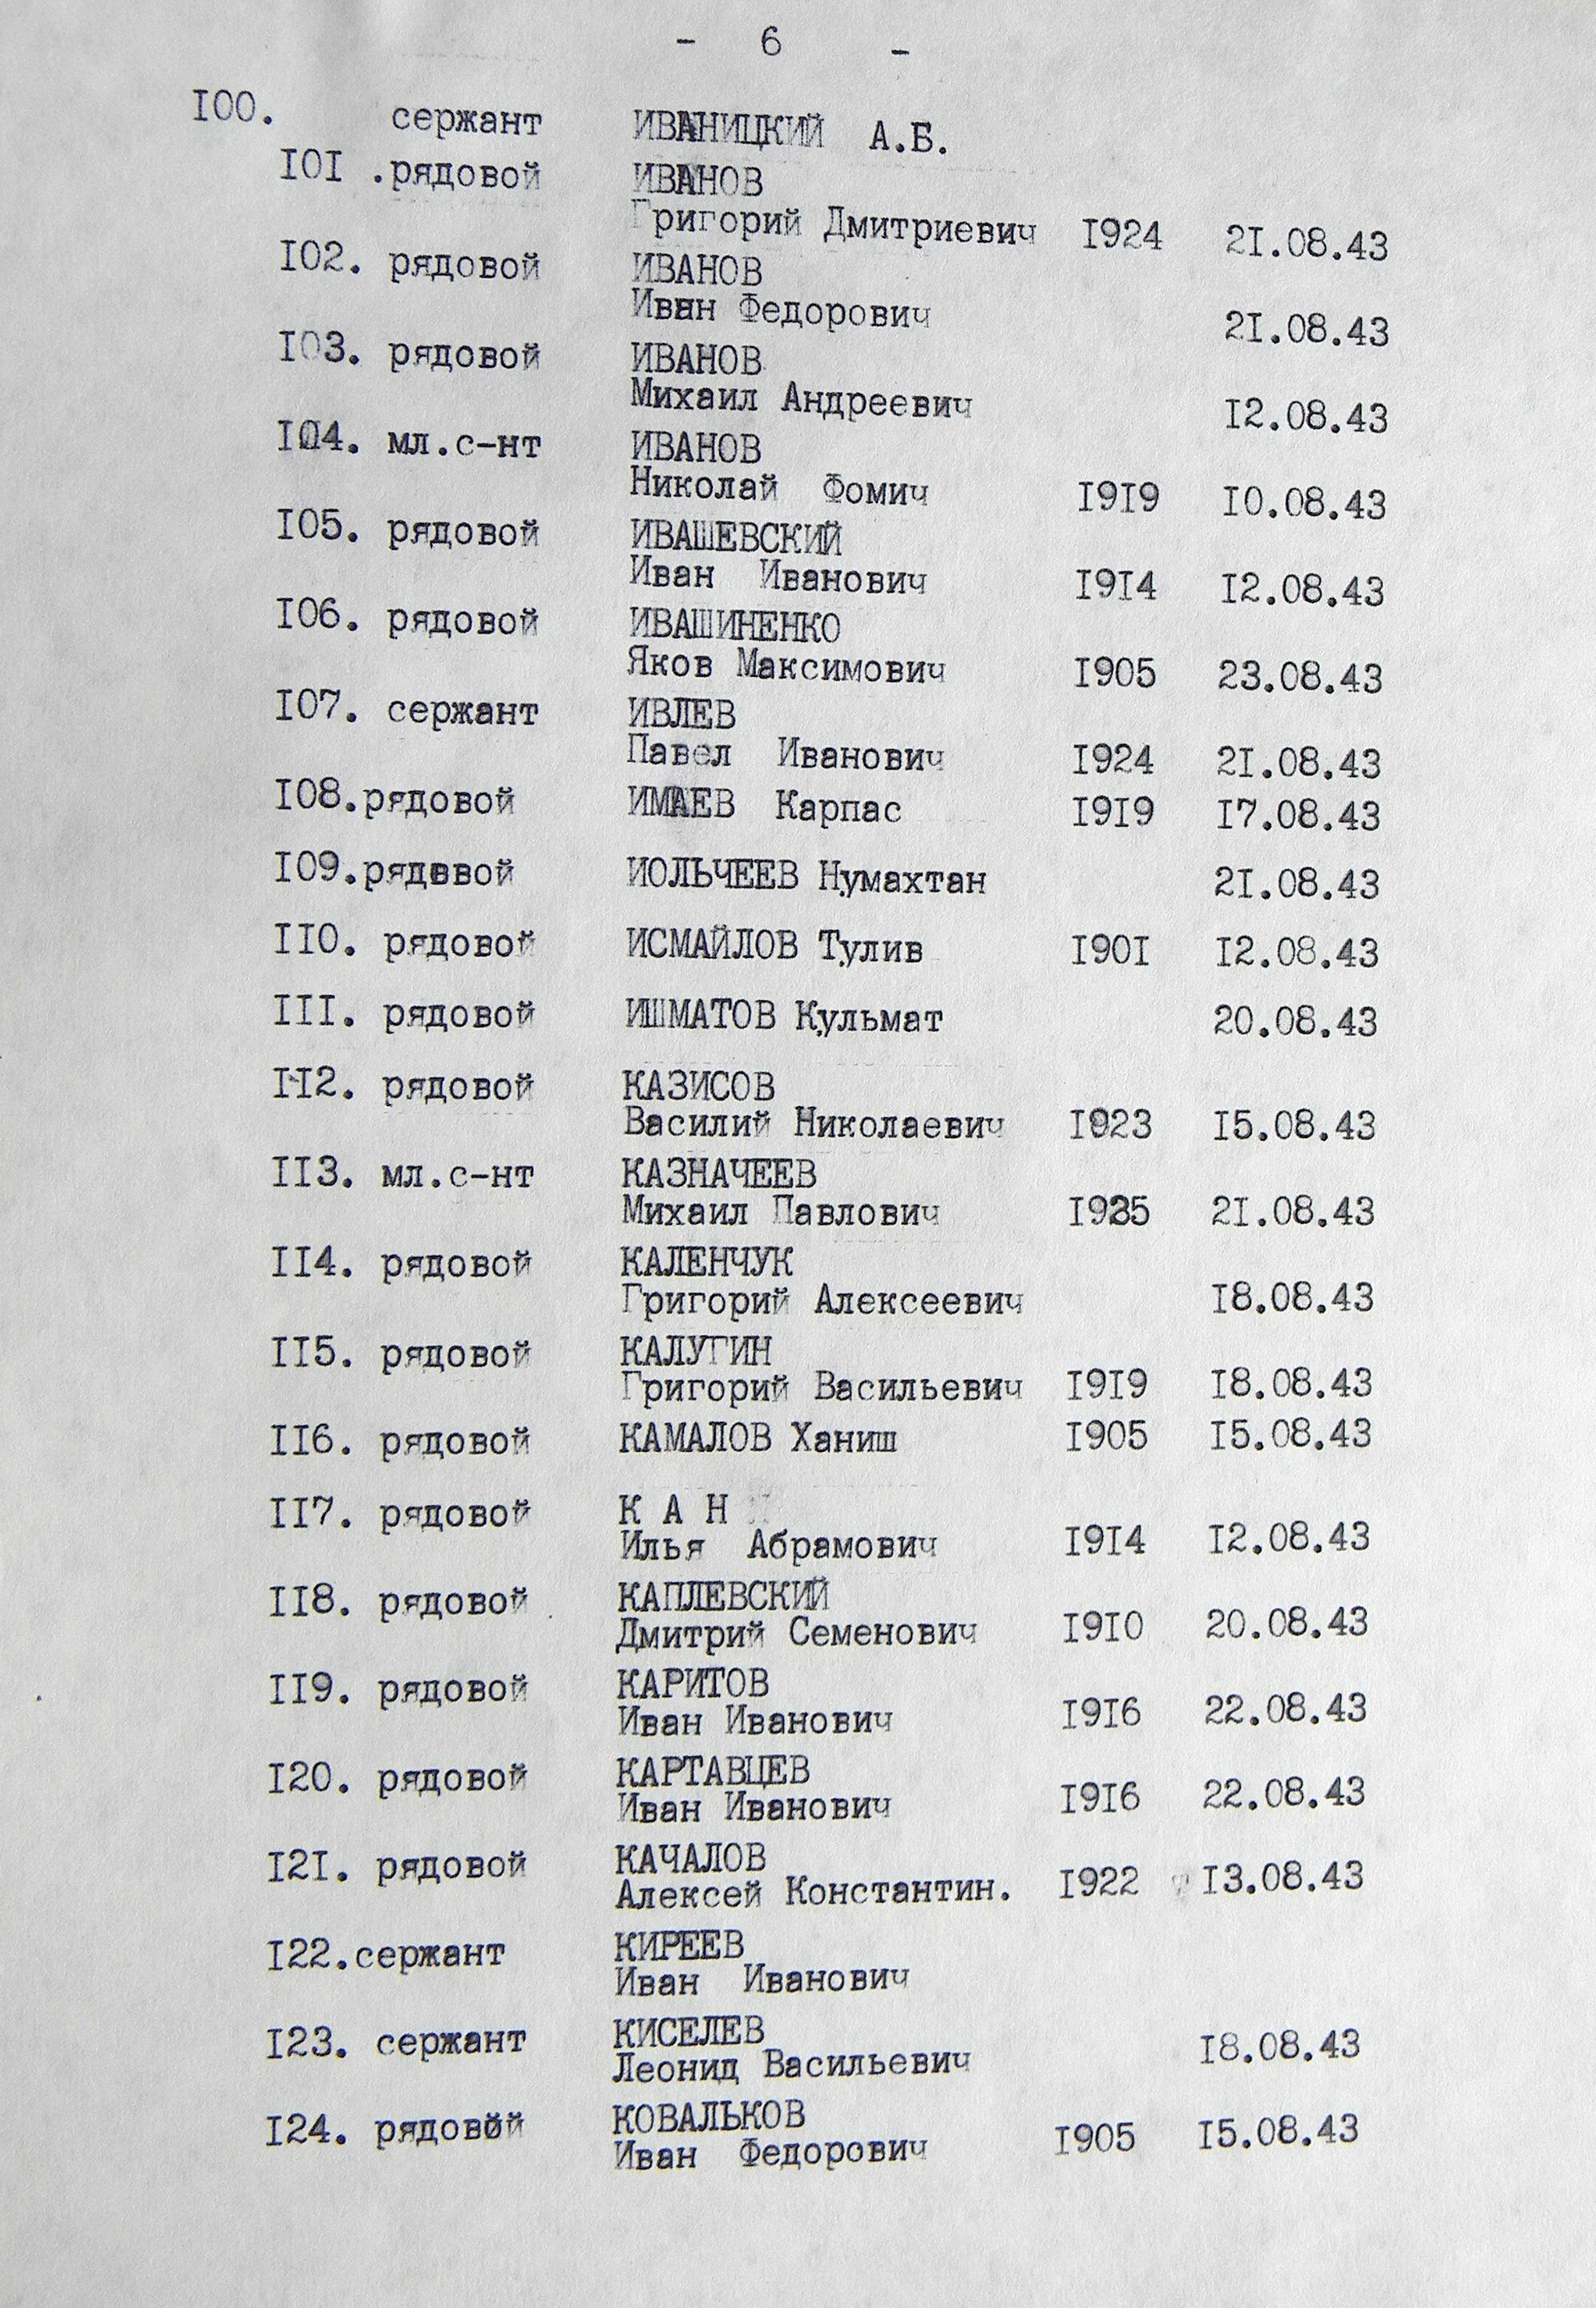 - 6 -
100. сержант ИВАНИЦКИЙ А.Б.
101 .рядовой ИВАНОВ
Григорий Дмитриевич 1924 21.08.43
102. рядовой ИВАНОВ
Иван Федорович 21.08.43
103. рядовой ИВАНОВ
Михаил Андреевич 12.08.43
104. мл.с-нт ИВАНОВ
Николай Фомич 1919 10.08.43
105. рядовой ИВАШЕВСКИЙ
Иван Иванович 1914 12.08.43
106. рядовой ИВАШИНЕНКО
Яков Максимович 1905 23.08.43
107. сержант ИВЛЕВ
Павел Иванович 1924 21.08.43
108.рядовой ИМАЕВ Карпас 1919 17.08.43
109.рядовой ИОЛЬЧЕЕВ Нумахтан 21.08.43
110. рядовой ИСМАЙЛОВ Тулив 1901 12.08.43
111. рядовой ИШМАТОВ Кульмат 20.08.43
112. рядовой КАЗИСОВ
Василий Николаевич 1923 15.08.43
113. мл.с-нт КАЗНАЧЕЕВ
Михаил Павлович 21.08.43
114. рядовой КАЛЕНЧУК
Григорий Алексеевич 18.08.43
115. рядовой КАЛУГИН
Григорий Васильевич 1919 18.08.43
116. рядовой КАМАЛОВ Ханиш 1905 15.08.43
117. рядовой К А Н
Илья Абрамович 1914 12.08.43
118. рядовой КАПЛЕВСКИЙ
Дмитрий Семенович 1910 20.08.43
119. рядовой КАРИТОВ
Иван Иванович 1916 22.08.43
120. рядовой КАРТАВЦЕВ
Иван Иванович 1916 22.08.43
121. рядовой КАЧАЛОВ
Алексей Константин. 1922 13.08.43
122.сержант КИРЕЕВ
Иван Иванович
123. сержант КИСЕЛЕВ
Леонид Васильевич 18.08.43
124. рядовой КОВАЛЬКОВ
Иван Федорович 1905 15.08.43